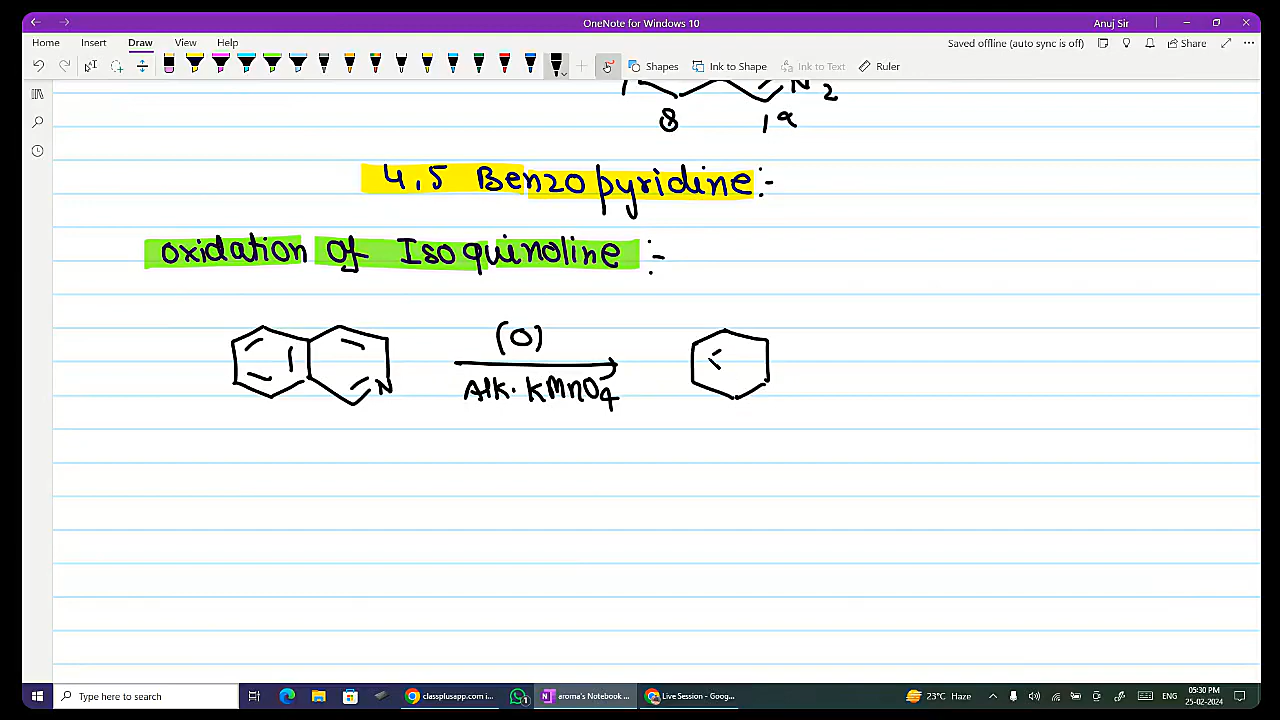 OneNote for Windows 10
Anuj Sir
Home Insert Draw View Help
Saved offline (auto sync is off)
Share
Shapes
Ink to Shape
Ink to Text
Ruler
N 2
8 1 9
4,5 Benzopyridine :-
oxidation of Isoquinoline :-
(O)
N
Alk. KMnO4
Type here to search
classplusapp.com i...
1
aroma's Notebook ...
Live Session - Goog...
23°C Haze
ENG
05:30 PM
25-02-2024